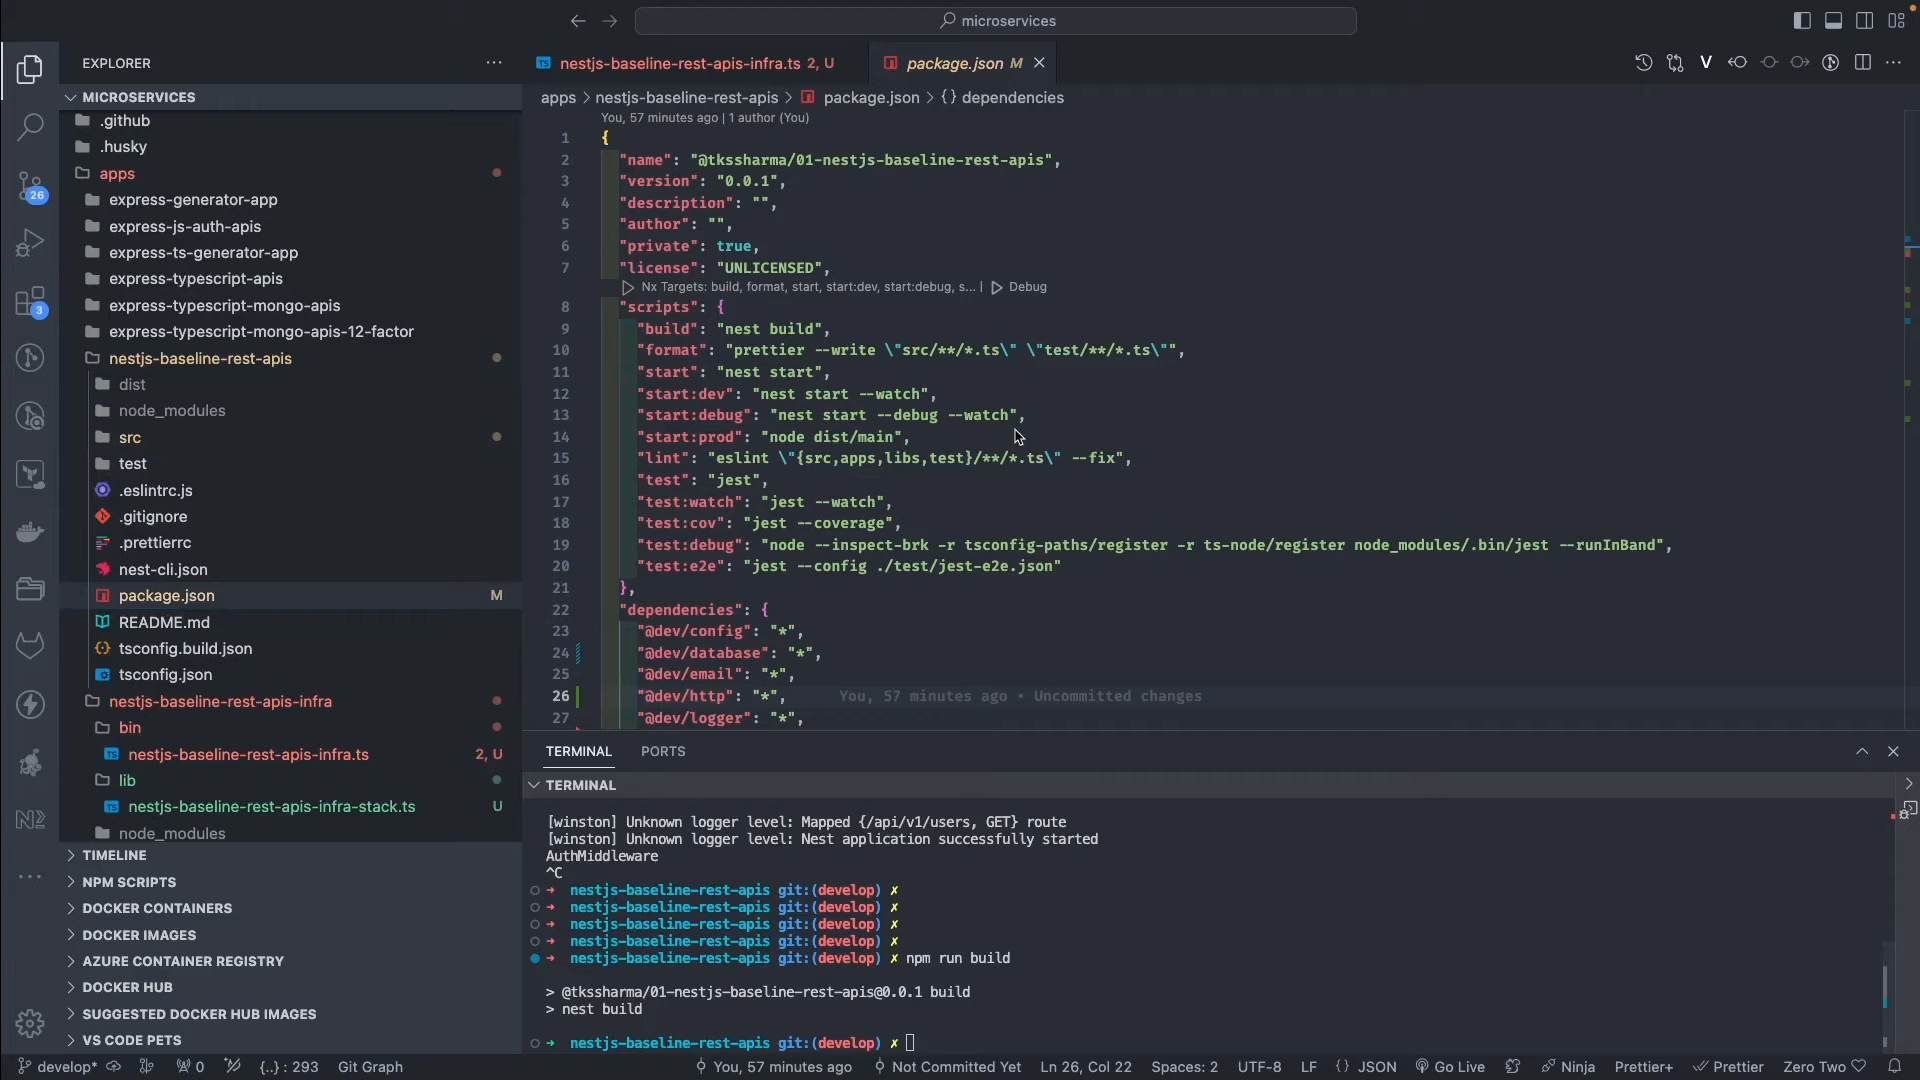 microservices
EXPLORER
MICROSERVICES
.github
.husky
apps
express-generator-app
express-js-auth-apis
express-ts-generator-app
express-typescript-apis
express-typescript-mongo-apis
express-typescript-mongo-apis-12-factor
nestjs-baseline-rest-apis
dist
node_modules
src
test
.eslintrc.js
.gitignore
.prettierrc
nest-cli.json
package.json M
README.md
tsconfig.build.json
tsconfig.json
nestjs-baseline-rest-apis-infra
bin
nestjs-baseline-rest-apis-infra.ts 2, U
lib
nestjs-baseline-rest-apis-infra-stack.ts U
node_modules
TIMELINE
NPM SCRIPTS
DOCKER CONTAINERS
DOCKER IMAGES
AZURE CONTAINER REGISTRY
DOCKER HUB
SUGGESTED DOCKER HUB IMAGES
VS CODE PETS
26
3
nestjs-baseline-rest-apis-infra.ts 2, U package.json M
apps > nestjs-baseline-rest-apis > package.json > {} dependencies
You, 57 minutes ago | 1 author (You)
1 {
2 "name": "@tkssharma/01-nestjs-baseline-rest-apis",
3 "version": "0.0.1",
4 "description": "",
5 "author": "",
6 "private": true,
7 "license": "UNLICENSED",
Nx Targets: build, format, start, start:dev, start:debug, s... | Debug
8 "scripts": {
9 "build": "nest build",
10 "format": "prettier --write \"src/**/*.ts\" \"test/**/*.ts\"",
11 "start": "nest start",
12 "start:dev": "nest start --watch",
13 "start:debug": "nest start --debug --watch",
14 "start:prod": "node dist/main",
15 "lint": "eslint \"{src,apps,libs,test}/**/*.ts\" --fix",
16 "test": "jest",
17 "test:watch": "jest --watch",
18 "test:cov": "jest --coverage",
19 "test:debug": "node --inspect-brk -r tsconfig-paths/register -r ts-node/register node_modules/.bin/jest --runInBand",
20 "test:e2e": "jest --config ./test/jest-e2e.json"
21 },
22 "dependencies": {
23 "@dev/config": "*",
24 "@dev/database": "*",
25 "@dev/email": "*",
26 "@dev/http": "*", You, 57 minutes ago • Uncommitted changes
27 "@dev/logger": "*",
TERMINAL PORTS
TERMINAL
[winston] Unknown logger level: Mapped {/api/v1/users, GET} route
[winston] Unknown logger level: Nest application successfully started
AuthMiddleware
^C
➜ nestjs-baseline-rest-apis git:(develop) ✗
➜ nestjs-baseline-rest-apis git:(develop) ✗
➜ nestjs-baseline-rest-apis git:(develop) ✗
➜ nestjs-baseline-rest-apis git:(develop) ✗
➜ nestjs-baseline-rest-apis git:(develop) ✗ npm run build
> @tkssharma/01-nestjs-baseline-rest-apis@0.0.1 build
> nest build
➜ nestjs-baseline-rest-apis git:(develop) ✗
develop* 0 {..} : 293 Git Graph You, 57 minutes ago Not Committed Yet Ln 26, Col 22 Spaces: 2 UTF-8 LF {} JSON Go Live Ninja Prettier+ Prettier Zero Two